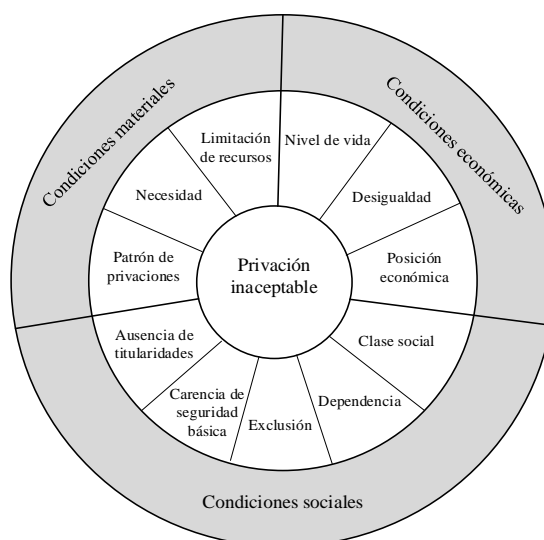 Condiciones materiales
Condiciones económicas
Limitación
de recursos
Nivel de vida
Necesidad
Desigualdad
Patrón de
privaciones
Privación
inaceptable
Posición
económica
Ausencia de
titularidades
Clase social
Carencia de
seguridad
básica
Exclusión
Dependencia
Condiciones sociales